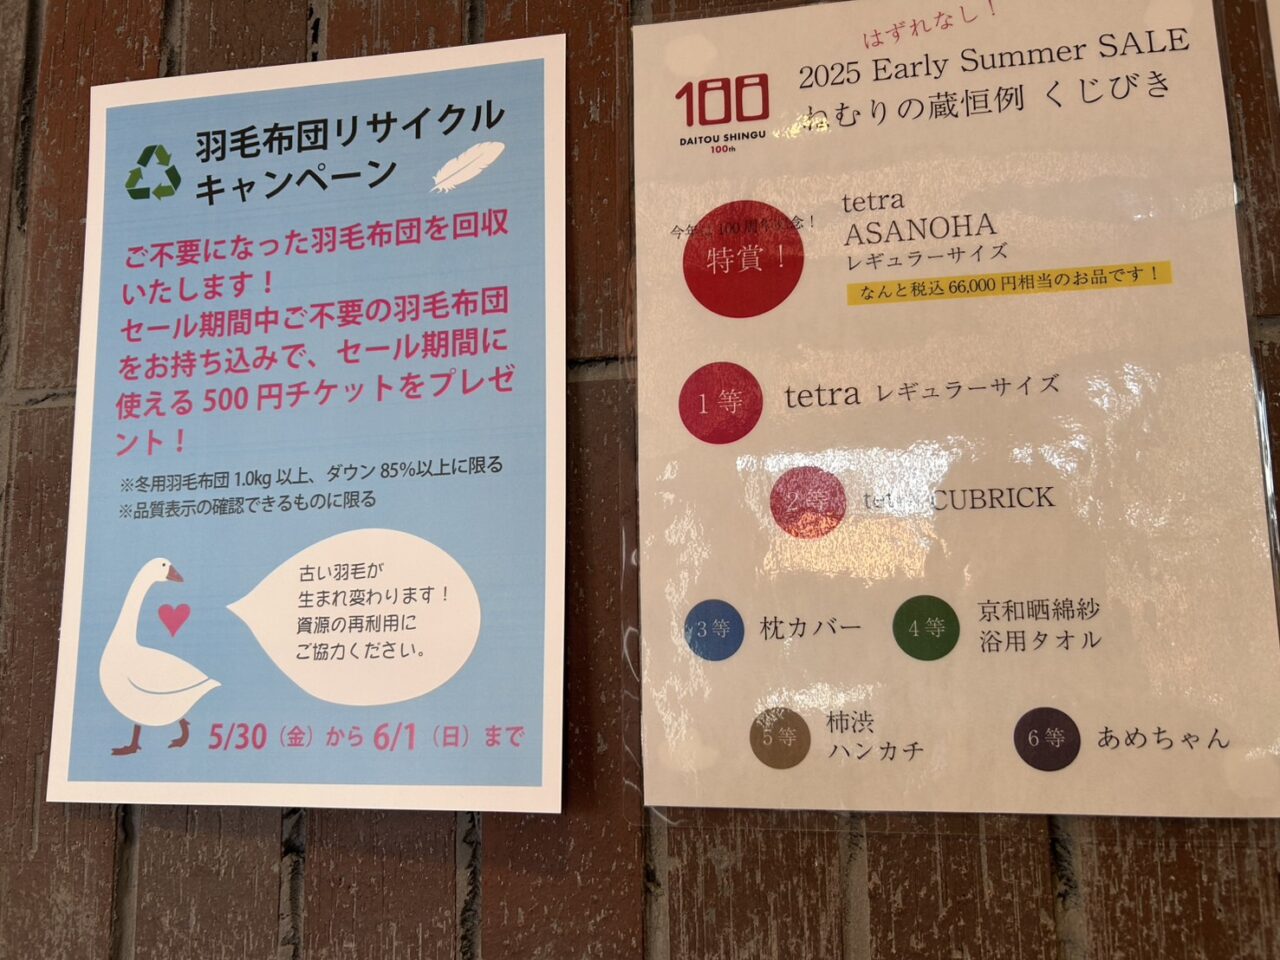 羽毛布団リサイクル
キャンペーン
ご不要になった羽毛布団を回収
いたします！
セール期間中ご不要の羽毛布団
をお持ち込みで、セール期間に
使える 500 円チケットをプレゼ
ント！
※冬用羽毛布団 1.0kg 以上、ダウン 85%以上に限る
※品質表示の確認できるものに限る
古い羽毛が
生まれ変わります！
資源の再利用に
ご協力ください。
5/30（金）から 6/1（日）まで
はずれなし！
100
DAITOU SHINGU
100th
2025 Early Summer SALE
ねむりの蔵恒例 くじびき
今年は 100 周年記念！
特賞！
tetra
ASANOHA
レギュラーサイズ
なんと税込 66,000 円相当のお品です！
1 等
tetra レギュラーサイズ
2 等
tetra CUBRICK
3 等
枕カバー
4 等
京和晒綿紗
浴用タオル
5 等
柿渋
ハンカチ
6 等
あめちゃん